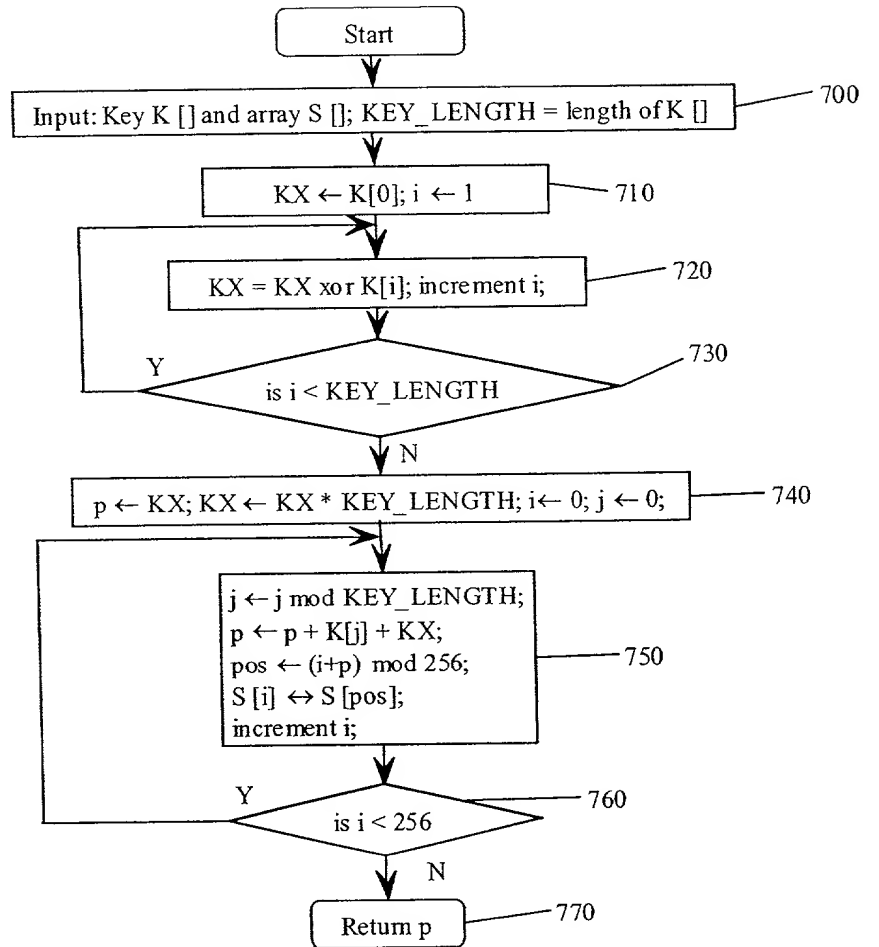 Start
Input: Key K [] and array S []; KEY_LENGTH = length of K []
700
KX ← K[0]; i ← 1
710
KX = KX xor K[i]; increment i;
720
Y
is i < KEY_LENGTH
730
N
p ← KX; KX ← KX * KEY_LENGTH; i← 0; j ← 0;
740
j ← j mod KEY_LENGTH;
p ← p + K[j] + KX;
pos ← (i+p) mod 256;
S [i] ↔ S [pos];
increment i;
750
Y
is i < 256
760
N
Return p
770